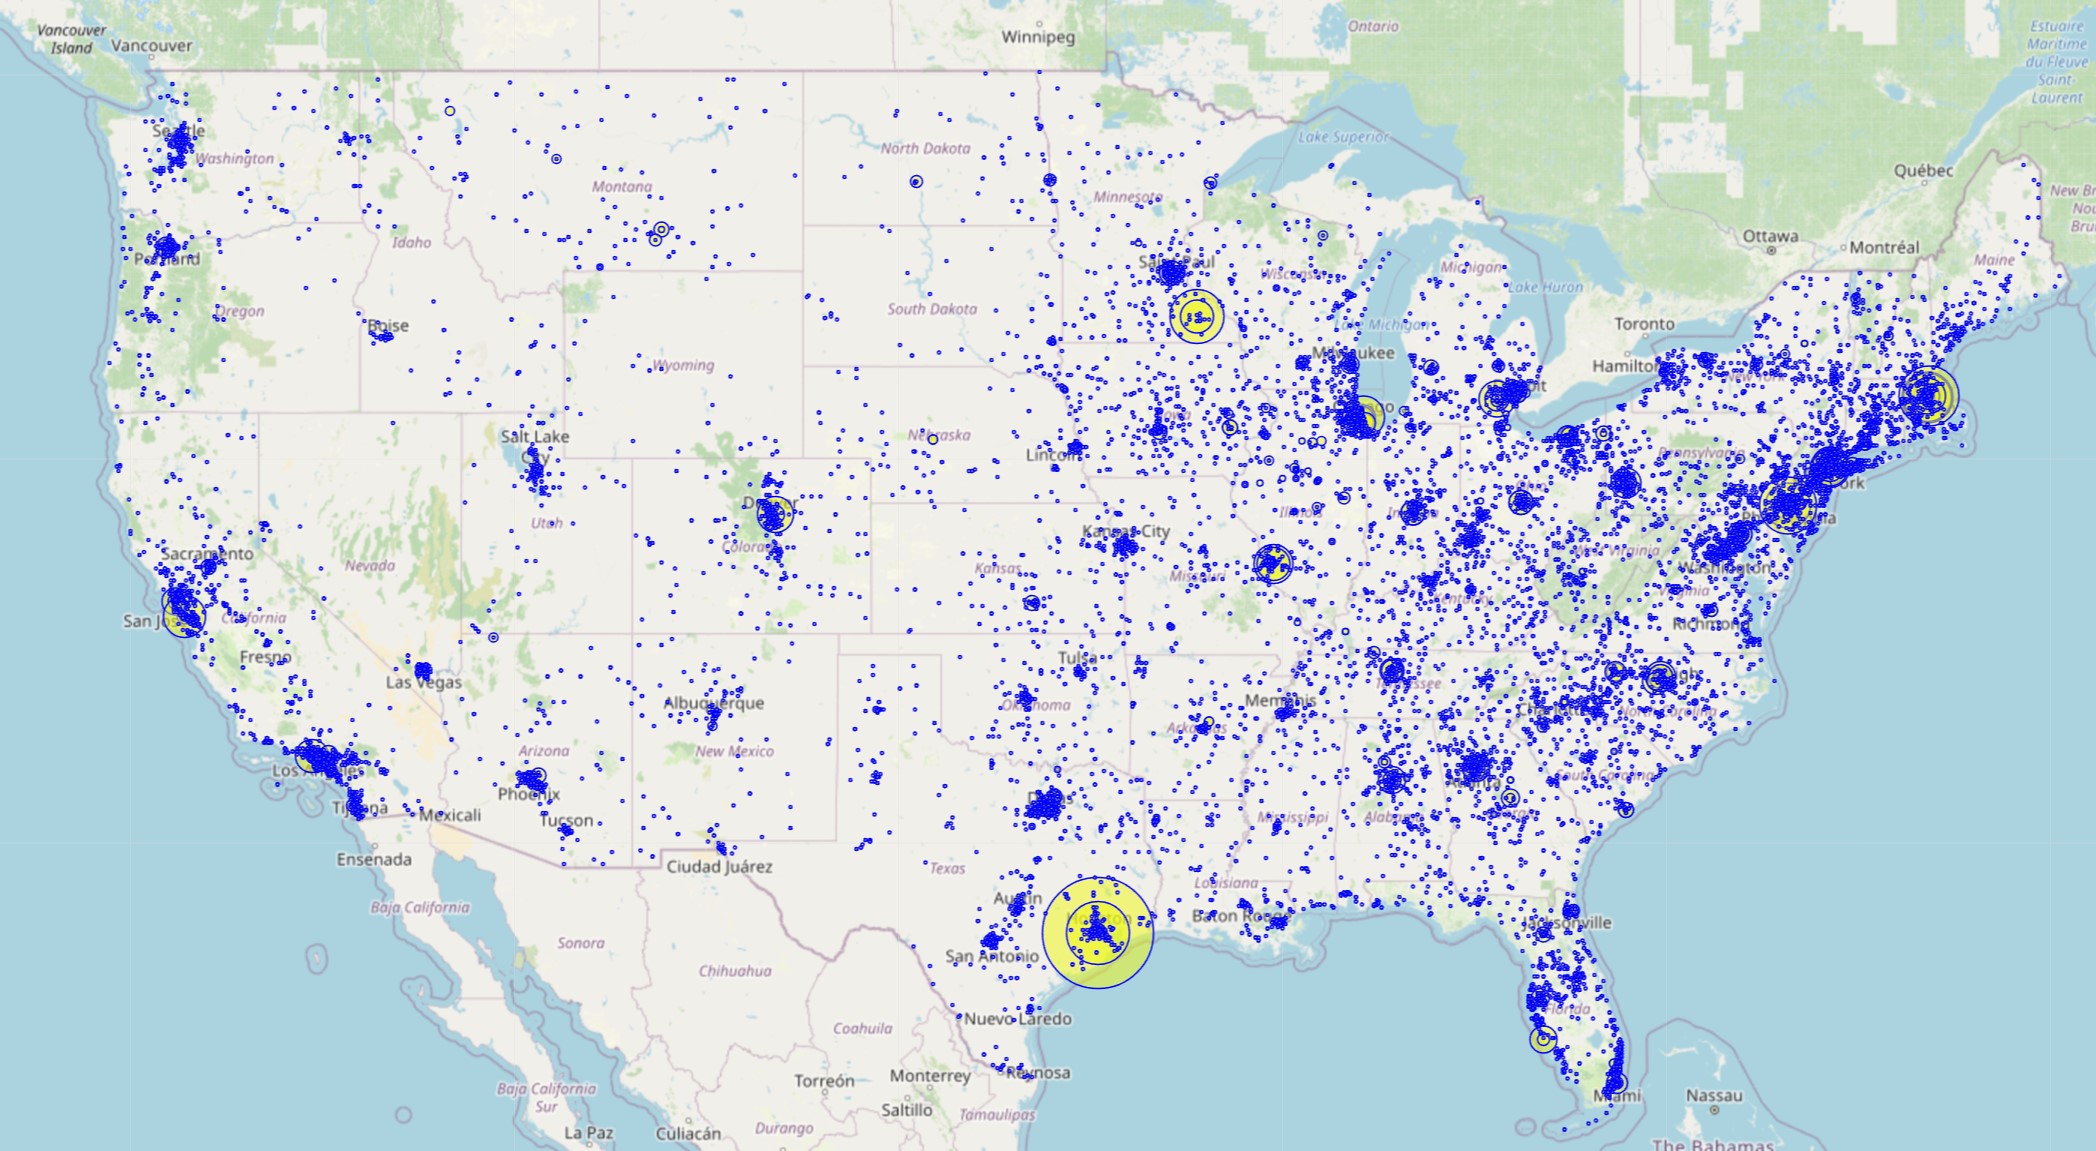 Vancouver
Island
Vancouver
Winnipeg
Ontario
Estuaire
Maritime
du Fleuve
Saint-
Laurent
Seattle
Washington
North Dakota
Lake Superior
Québec
Montana
Minnesota
Idaho
Portland
Ottawa
Montréal
Maine
Saint Paul
Wisconsin
Michigan
Lake Huron
Oregon
South Dakota
Boise
Toronto
Michigan
Milwaukee
Hamilton
Wyoming
New York
Iowa
Salt Lake
City
Nebraska
Lincoln
Pennsylvania
Denver
Ohio
Utah
Illinois
Kansas City
Colorado
West Virginia
Sacramento
Nevada
Kansas
Missouri
Washington
Kentucky
Virginia
San Jose
California
Richmond
Fresno
Las Vegas
Tulsa
Tennessee
Albuquerque
Oklahoma
Memphis
Charlotte
North Carolina
Arkansas
Arizona
New Mexico
Los Angeles
South Carolina
Phoenix
Dallas
Atlanta
Tijuana
Mexicali
Tucson
Mississippi
Alabama
Ensenada
Ciudad Juárez
Texas
Louisiana
Austin
Houston
Baton Rouge
Jacksonville
Baja California
Sonora
San Antonio
Chihuahua
Florida
Nuevo Laredo
Coahuila
Torreón
Monterrey
Reynosa
Baja California
Sur
Saltillo
Tamaulipas
Miami
Nassau
La Paz
Culiacán
Durango
The Bahamas